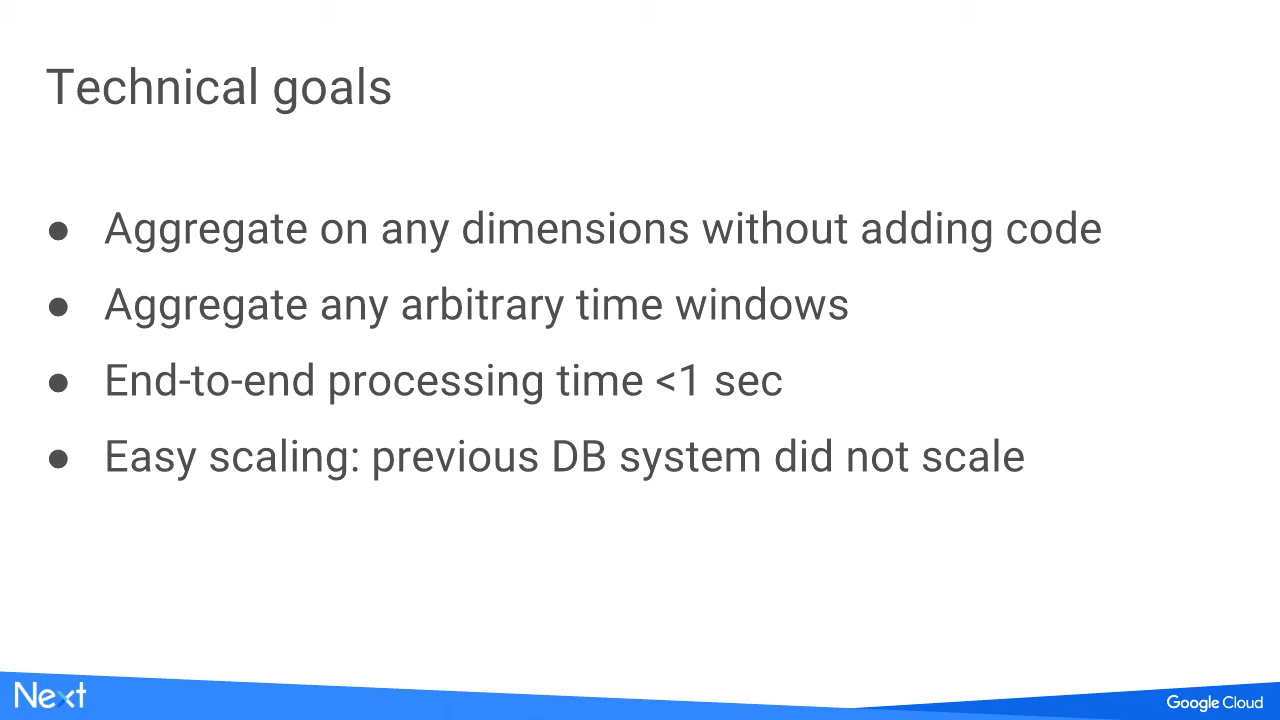 Technical goals
● Aggregate on any dimensions without adding code
● Aggregate any arbitrary time windows
● End-to-end processing time <1 sec
● Easy scaling: previous DB system did not scale
Next
Google Cloud